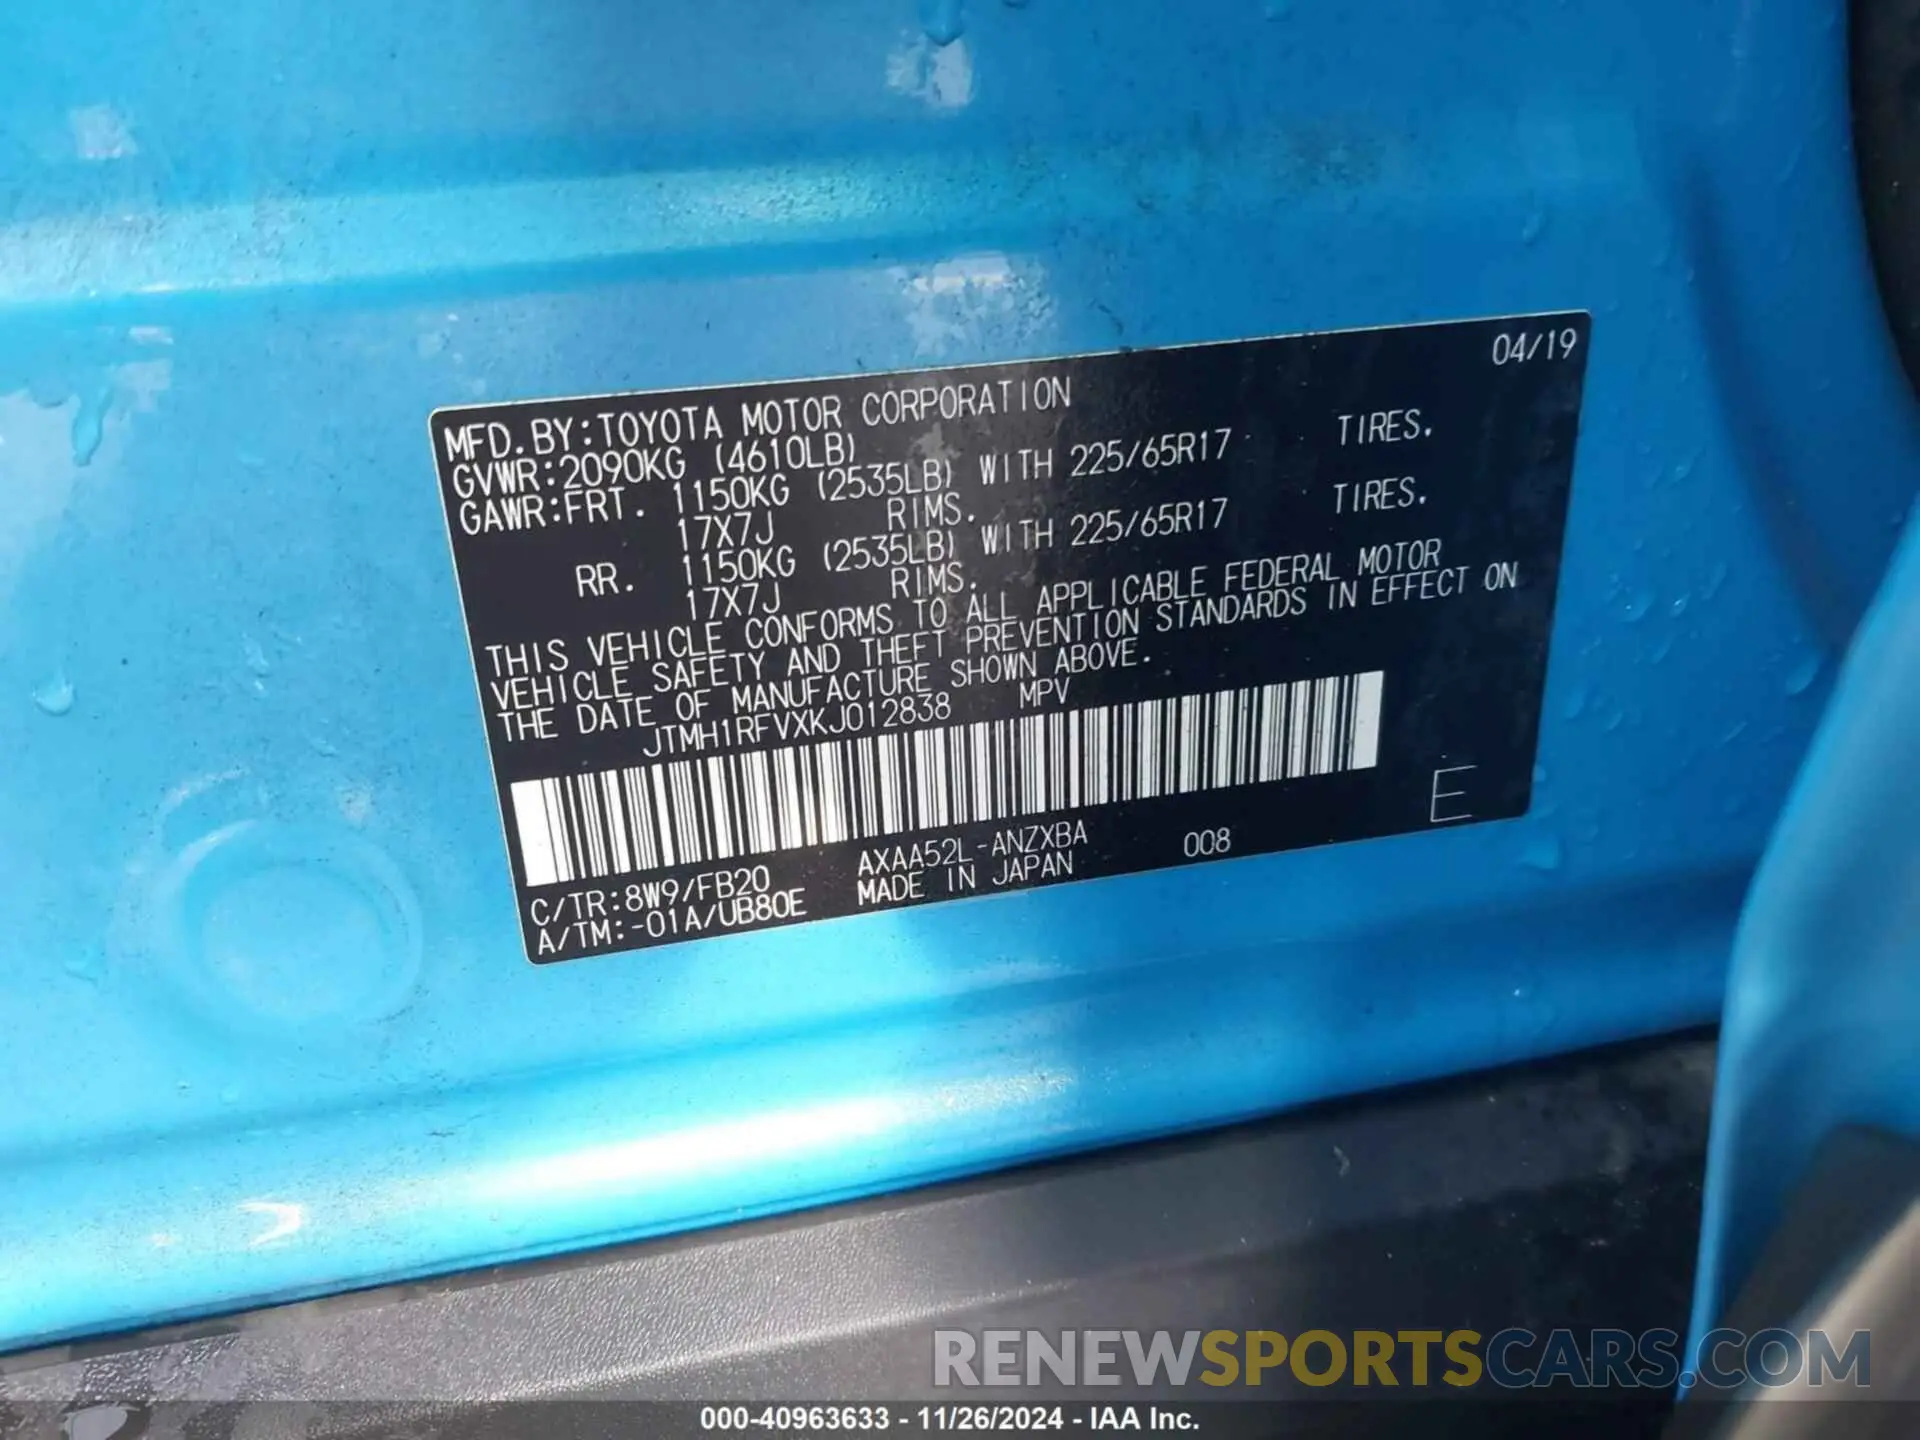 04/19
MFD.BY:TOYOTA MOTOR CORPORATION
GVWR:2090KG (4610LB)
GAWR:FRT. 1150KG (2535LB) WITH 225/65R17 TIRES.
17X7J RIMS.
RR. 1150KG (2535LB) WITH 225/65R17 TIRES.
17X7J RIMS.
THIS VEHICLE CONFORMS TO ALL APPLICABLE FEDERAL MOTOR
VEHICLE SAFETY AND THEFT PREVENTION STANDARDS IN EFFECT ON
THE DATE OF MANUFACTURE SHOWN ABOVE.
JTMH1RFVXKJ012838 MPV
E
C/TR:8W9/FB20 AXAA52L-ANZXBA 008
A/TM:-01A/UB80E MADE IN JAPAN
RENEWSPORTSCARS.COM
000-40963633 - 11/26/2024 - IAA Inc.